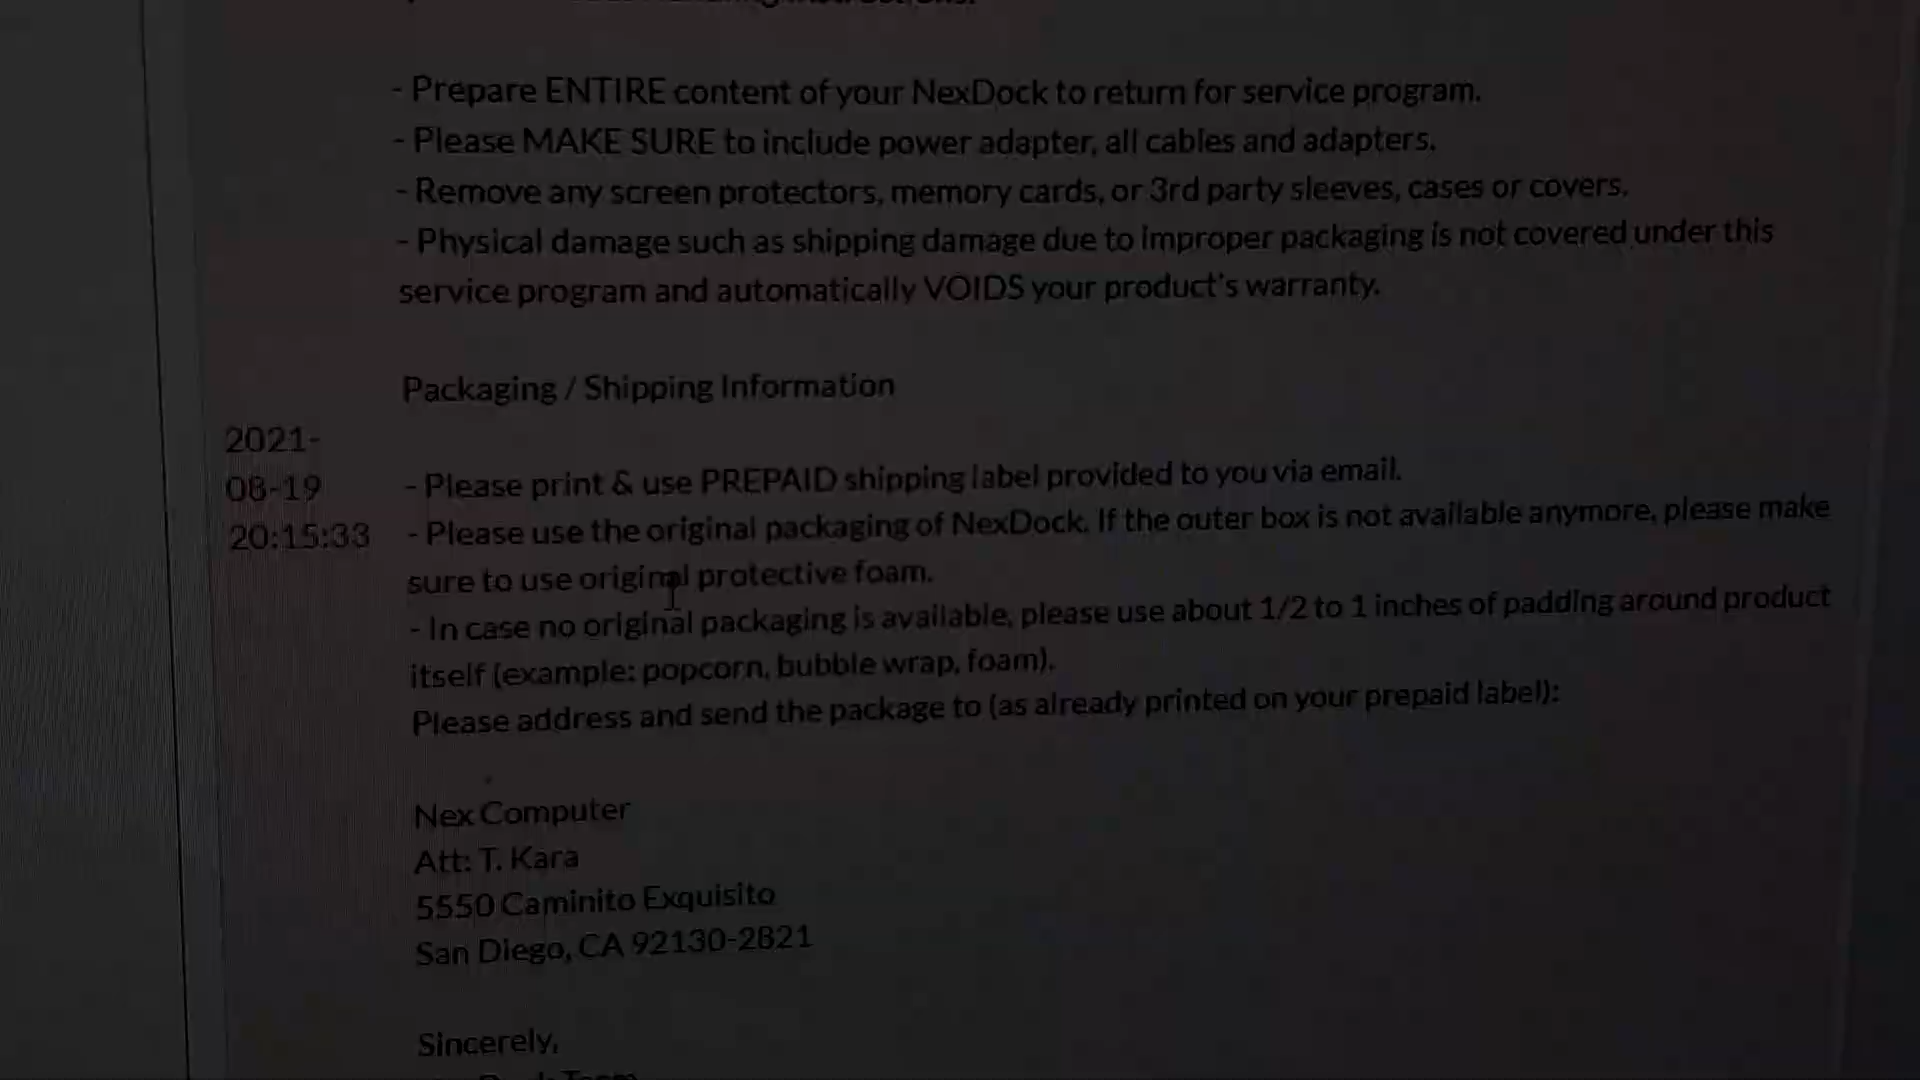 - Prepare ENTIRE content of your NexDock to return for service program.
- Please MAKE SURE to include power adapter, all cables and adapters.
- Remove any screen protectors, memory cards, or 3rd party sleeves, cases or covers.
- Physical damage such as shipping damage due to improper packaging is not covered under this
service program and automatically VOIDS your product's warranty.
Packaging / Shipping Information
2021-
08-19
20:15:33
- Please print & use PREPAID shipping label provided to you via email.
- Please use the original packaging of NexDock. If the outer box is not available anymore, please make
sure to use original protective foam.
- In case no original packaging is available, please use about 1/2 to 1 inches of padding around product
itself (example: popcorn, bubble wrap, foam).
Please address and send the package to (as already printed on your prepaid label):
Nex Computer
Att: T. Kara
5550 Caminito Exquisito
San Diego, CA 92130-2821
Sincerely,
Team